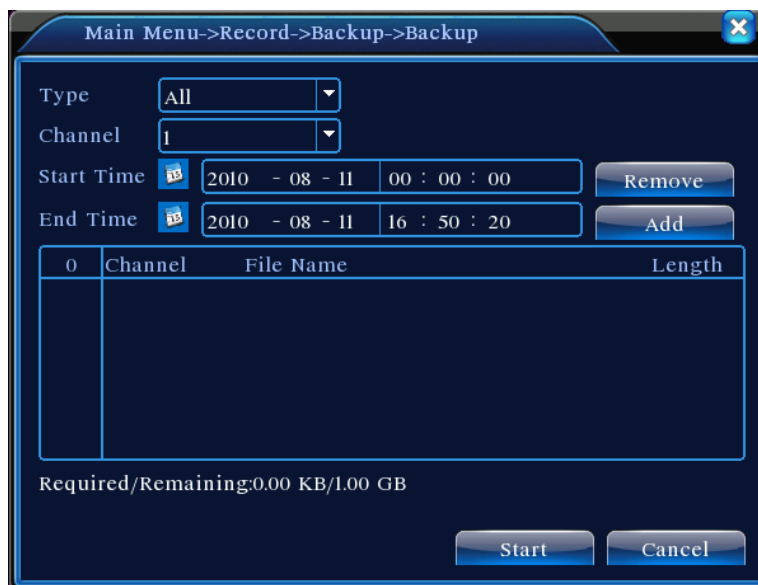 Main Menu->Record->Backup->Backup
Type All
Channel 1
Start Time 15 2010 - 08 - 11 00 : 00 : 00 Remove
End Time 15 2010 - 08 - 11 16 : 50 : 20 Add
0 Channel File Name Length
Required/Remaining:0.00 KB/1.00 GB
Start Cancel